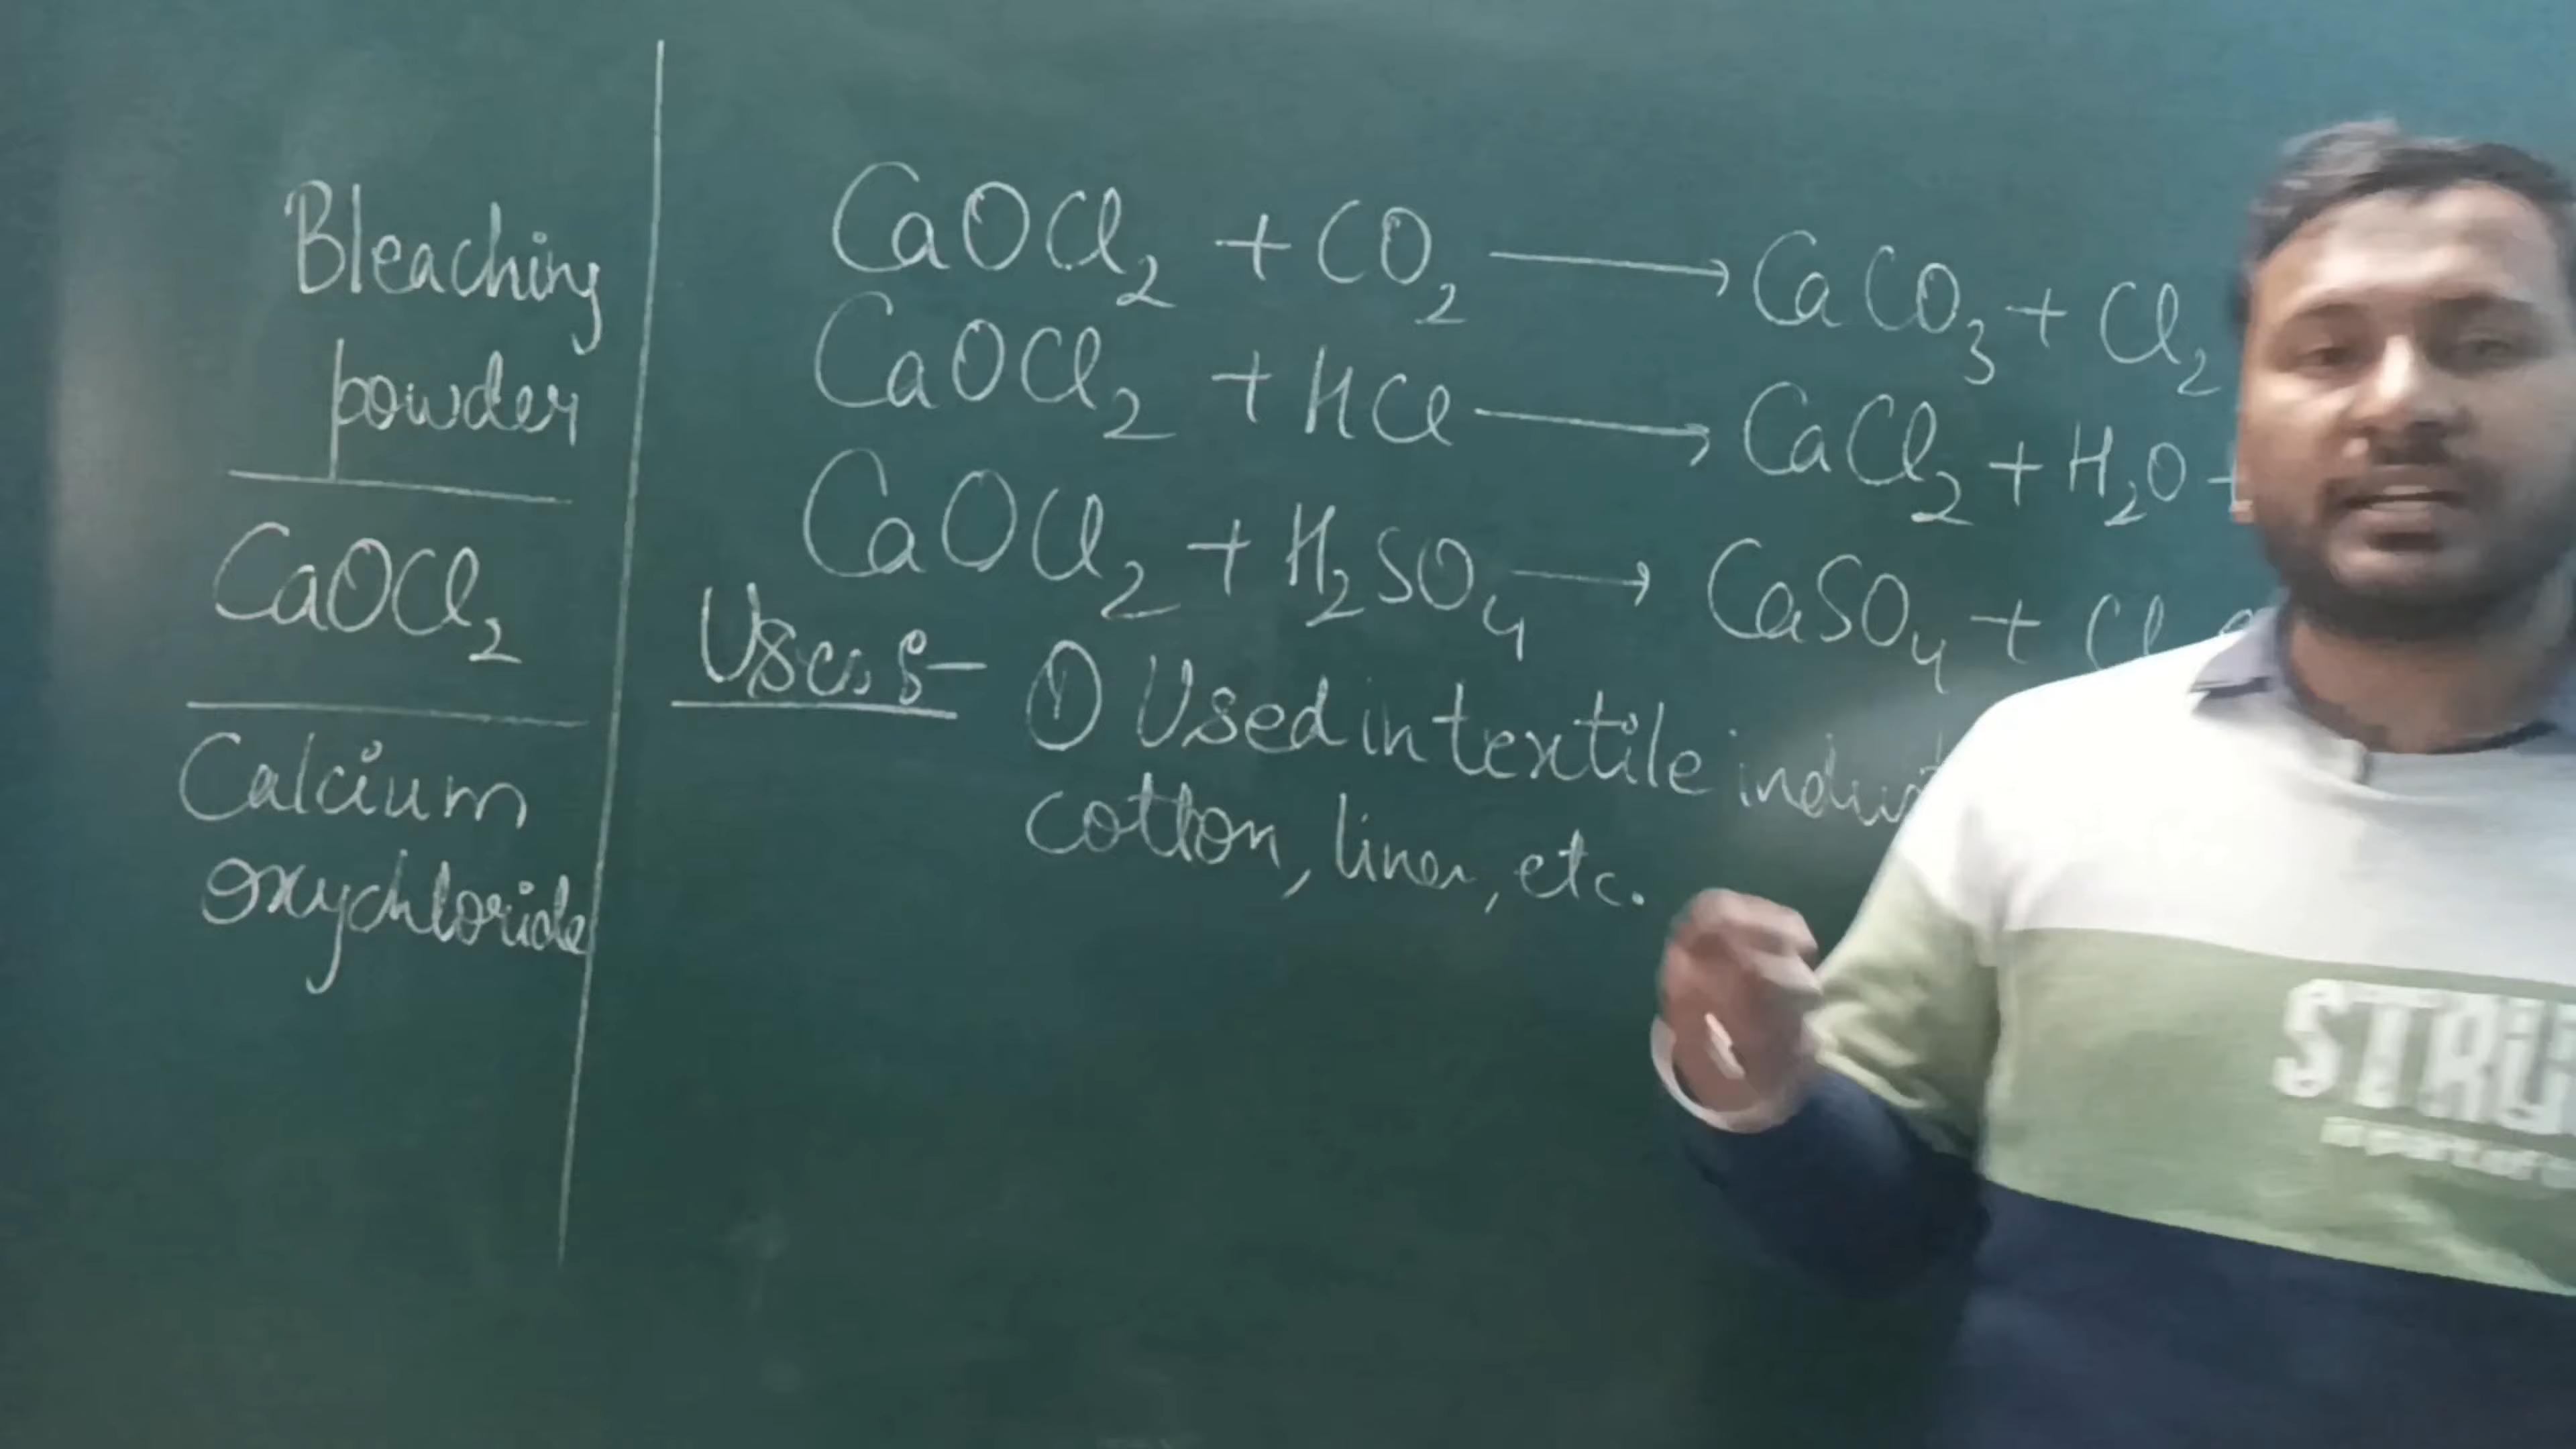 Bleaching
powder
CaOCl₂
Calcium
oxychloride
CaOCl₂ + CO₂ ⟶ CaCO₃ + Cl₂
CaOCl₂ + HCl ⟶ CaCl₂ + H₂O +
CaOCl₂ + H₂SO₄ ⟶ CaSO₄ + Cl
Uses :- ① Used in textile
cotton, linen, etc.